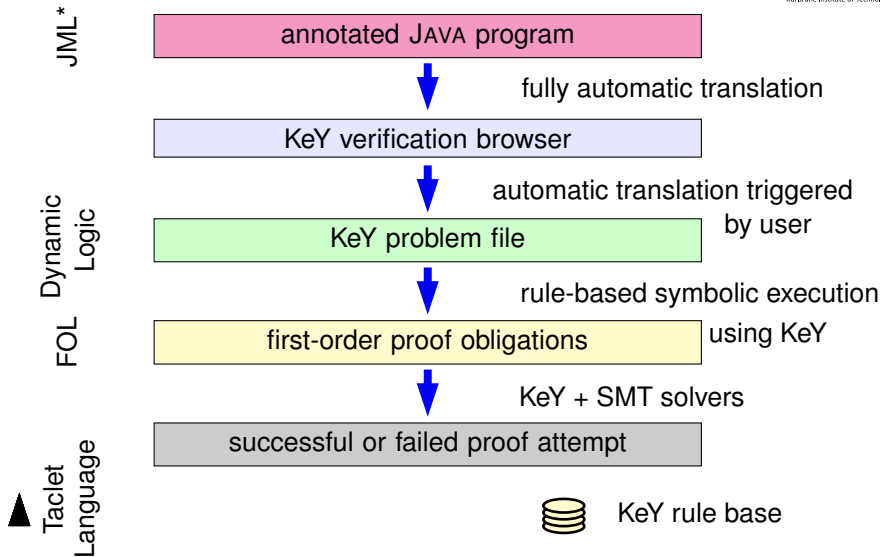 JML*
annotated JAVA program
fully automatic translation
KeY verification browser
automatic translation triggered
by user
Dynamic
Logic
KeY problem file
rule-based symbolic execution
using KeY
FOL
first-order proof obligations
KeY + SMT solvers
successful or failed proof attempt
Taclet
Language
KeY rule base